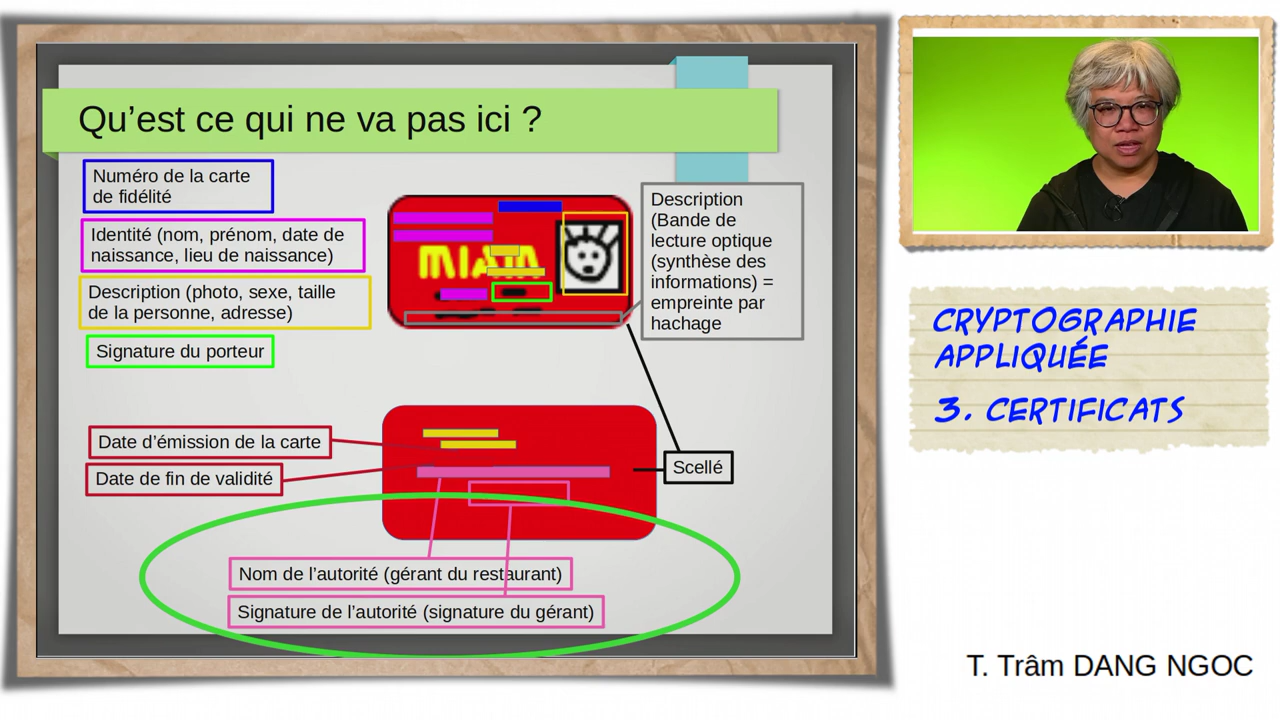 Qu’est ce qui ne va pas ici ?
Numéro de la carte
de fidélité
Identité (nom, prénom, date de
naissance, lieu de naissance)
Description (photo, sexe, taille
de la personne, adresse)
Signature du porteur
MIAM
Description
(Bande de
lecture optique
(synthèse des
informations) =
empreinte par
hachage
Date d’émission de la carte
Date de fin de validité
Scellé
Nom de l’autorité (gérant du restaurant)
Signature de l’autorité (signature du gérant)
CRYPTOGRAPHIE
APPLIQUÉE
3. CERTIFICATS
T. Trâm DANG NGOC